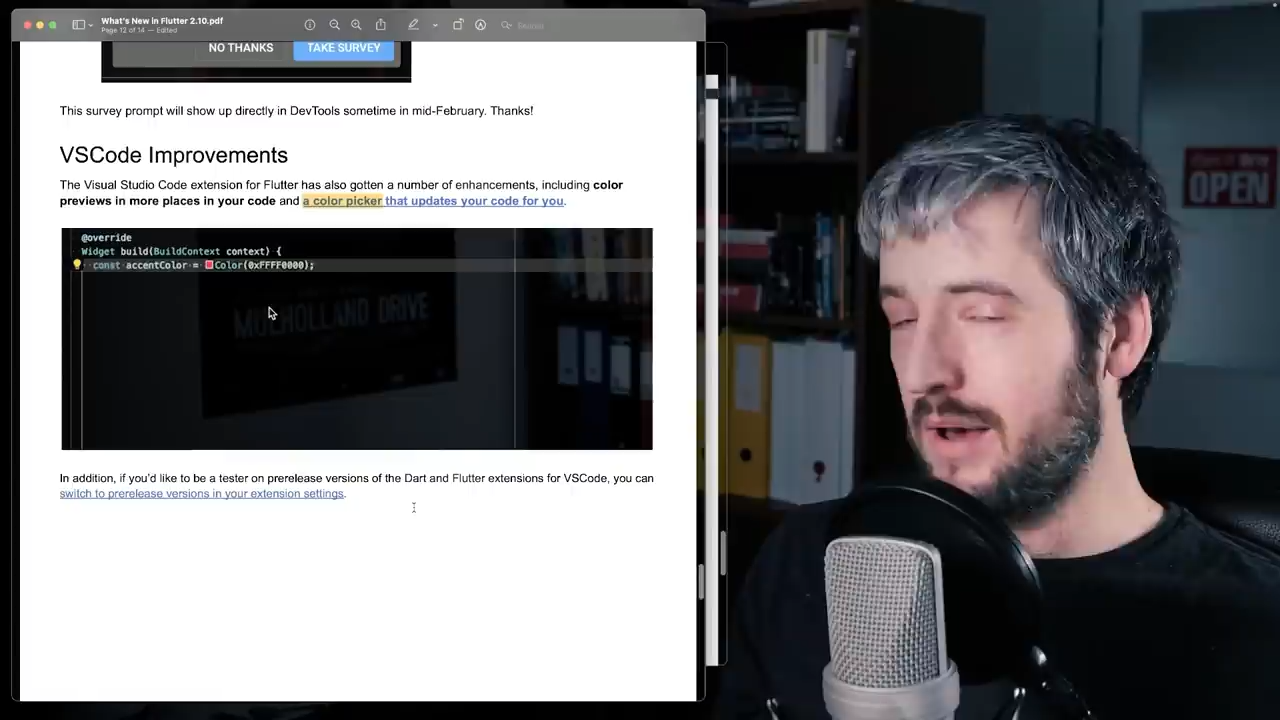 What's New in Flutter 2.10.pdf
Page 12 of 14 — Edited
Search
NO THANKS
TAKE SURVEY
This survey prompt will show up directly in DevTools sometime in mid-February. Thanks!
VSCode Improvements
The Visual Studio Code extension for Flutter has also gotten a number of enhancements, including color
previews in more places in your code and a color picker that updates your code for you.
@override
Widget build(BuildContext context) {
const accentColor = Color(0xFFFF0000);
MULHOLLAND DRIVE
In addition, if you'd like to be a tester on prerelease versions of the Dart and Flutter extensions for VSCode, you can
switch to prerelease versions in your extension settings.
OPEN